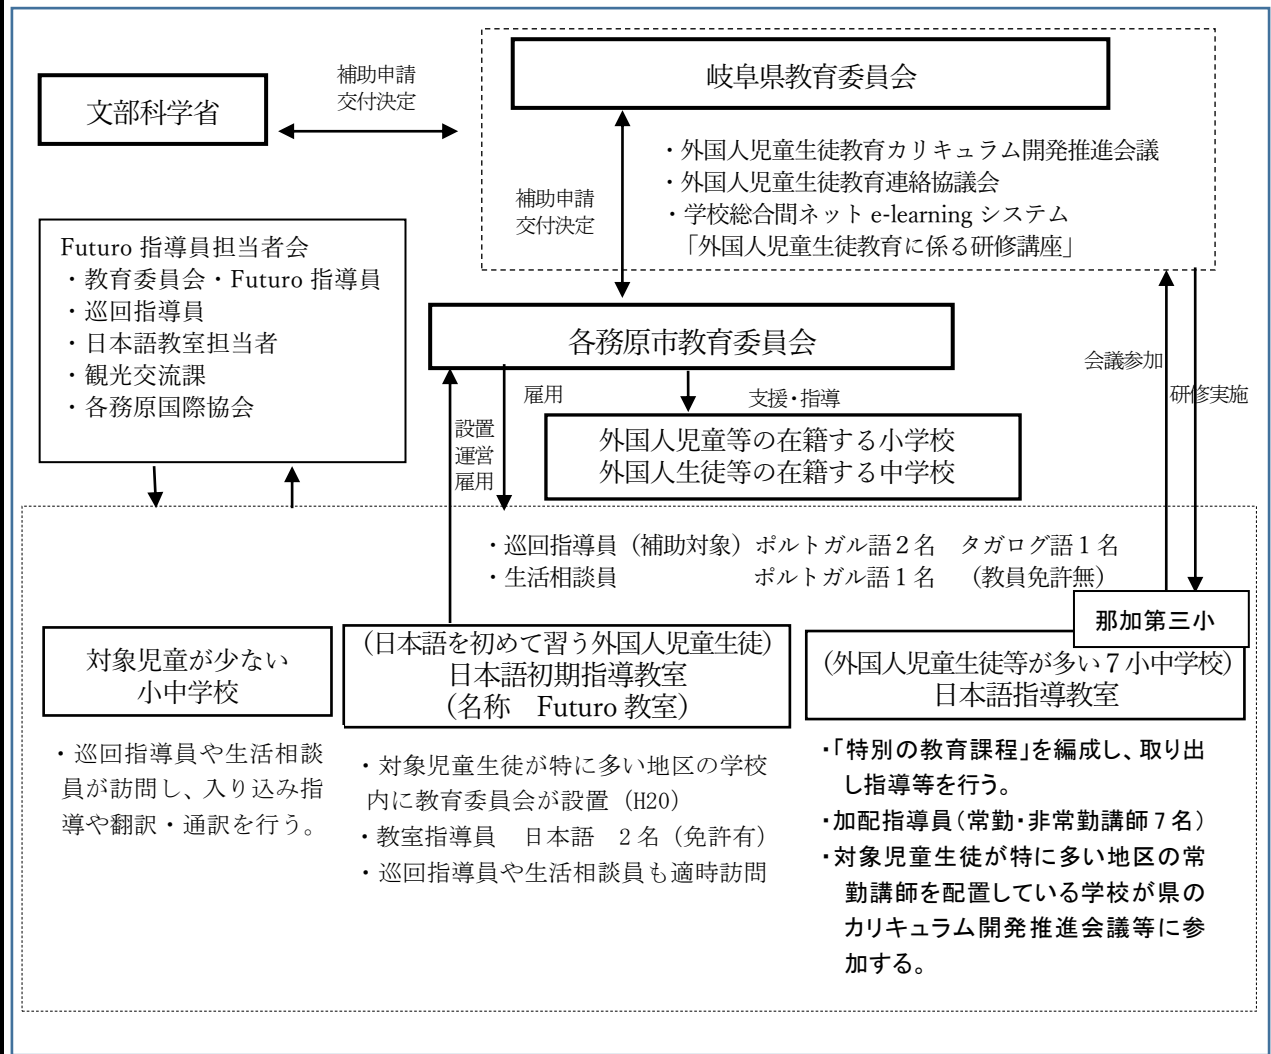 文部科学省
補助申請
交付決定
岐阜県教育委員会
・外国人児童生徒教育カリキュラム開発推進会議
・外国人児童生徒教育連絡協議会
・学校総合間ネット e-learning システム
「外国人児童生徒教育に係る研修講座」
補助申請
交付決定
Futuro 指導員担当者会
・教育委員会・Futuro 指導員
・巡回指導員
・日本語教室担当者
・観光交流課
・各務原国際協会
各務原市教育委員会
会議参加
研修実施
雇用
支援・指導
設置
運営
雇用
外国人児童等の在籍する小学校
外国人生徒等の在籍する中学校
・巡回指導員（補助対象）ポルトガル語２名　タガログ語１名
・生活相談員　ポルトガル語１名　（教員免許無）
那加第三小
対象児童が少ない
小中学校
・巡回指導員や生活相談
員が訪問し、入り込み指
導や翻訳・通訳を行う。
(日本語を初めて習う外国人児童生徒)
日本語初期指導教室
（名称　Futuro 教室）
・対象児童生徒が特に多い地区の学校
内に教育委員会が設置（H20）
・教室指導員　日本語　２名（免許有）
・巡回指導員や生活相談員も適時訪問
(外国人児童生徒等が多い７小中学校)
日本語指導教室
・「特別の教育課程」を編成し、取り出
し指導等を行う。
・加配指導員（常勤・非常勤講師７名）
・対象児童生徒が特に多い地区の常
勤講師を配置している学校が県の
カリキュラム開発推進会議等に参
加する。